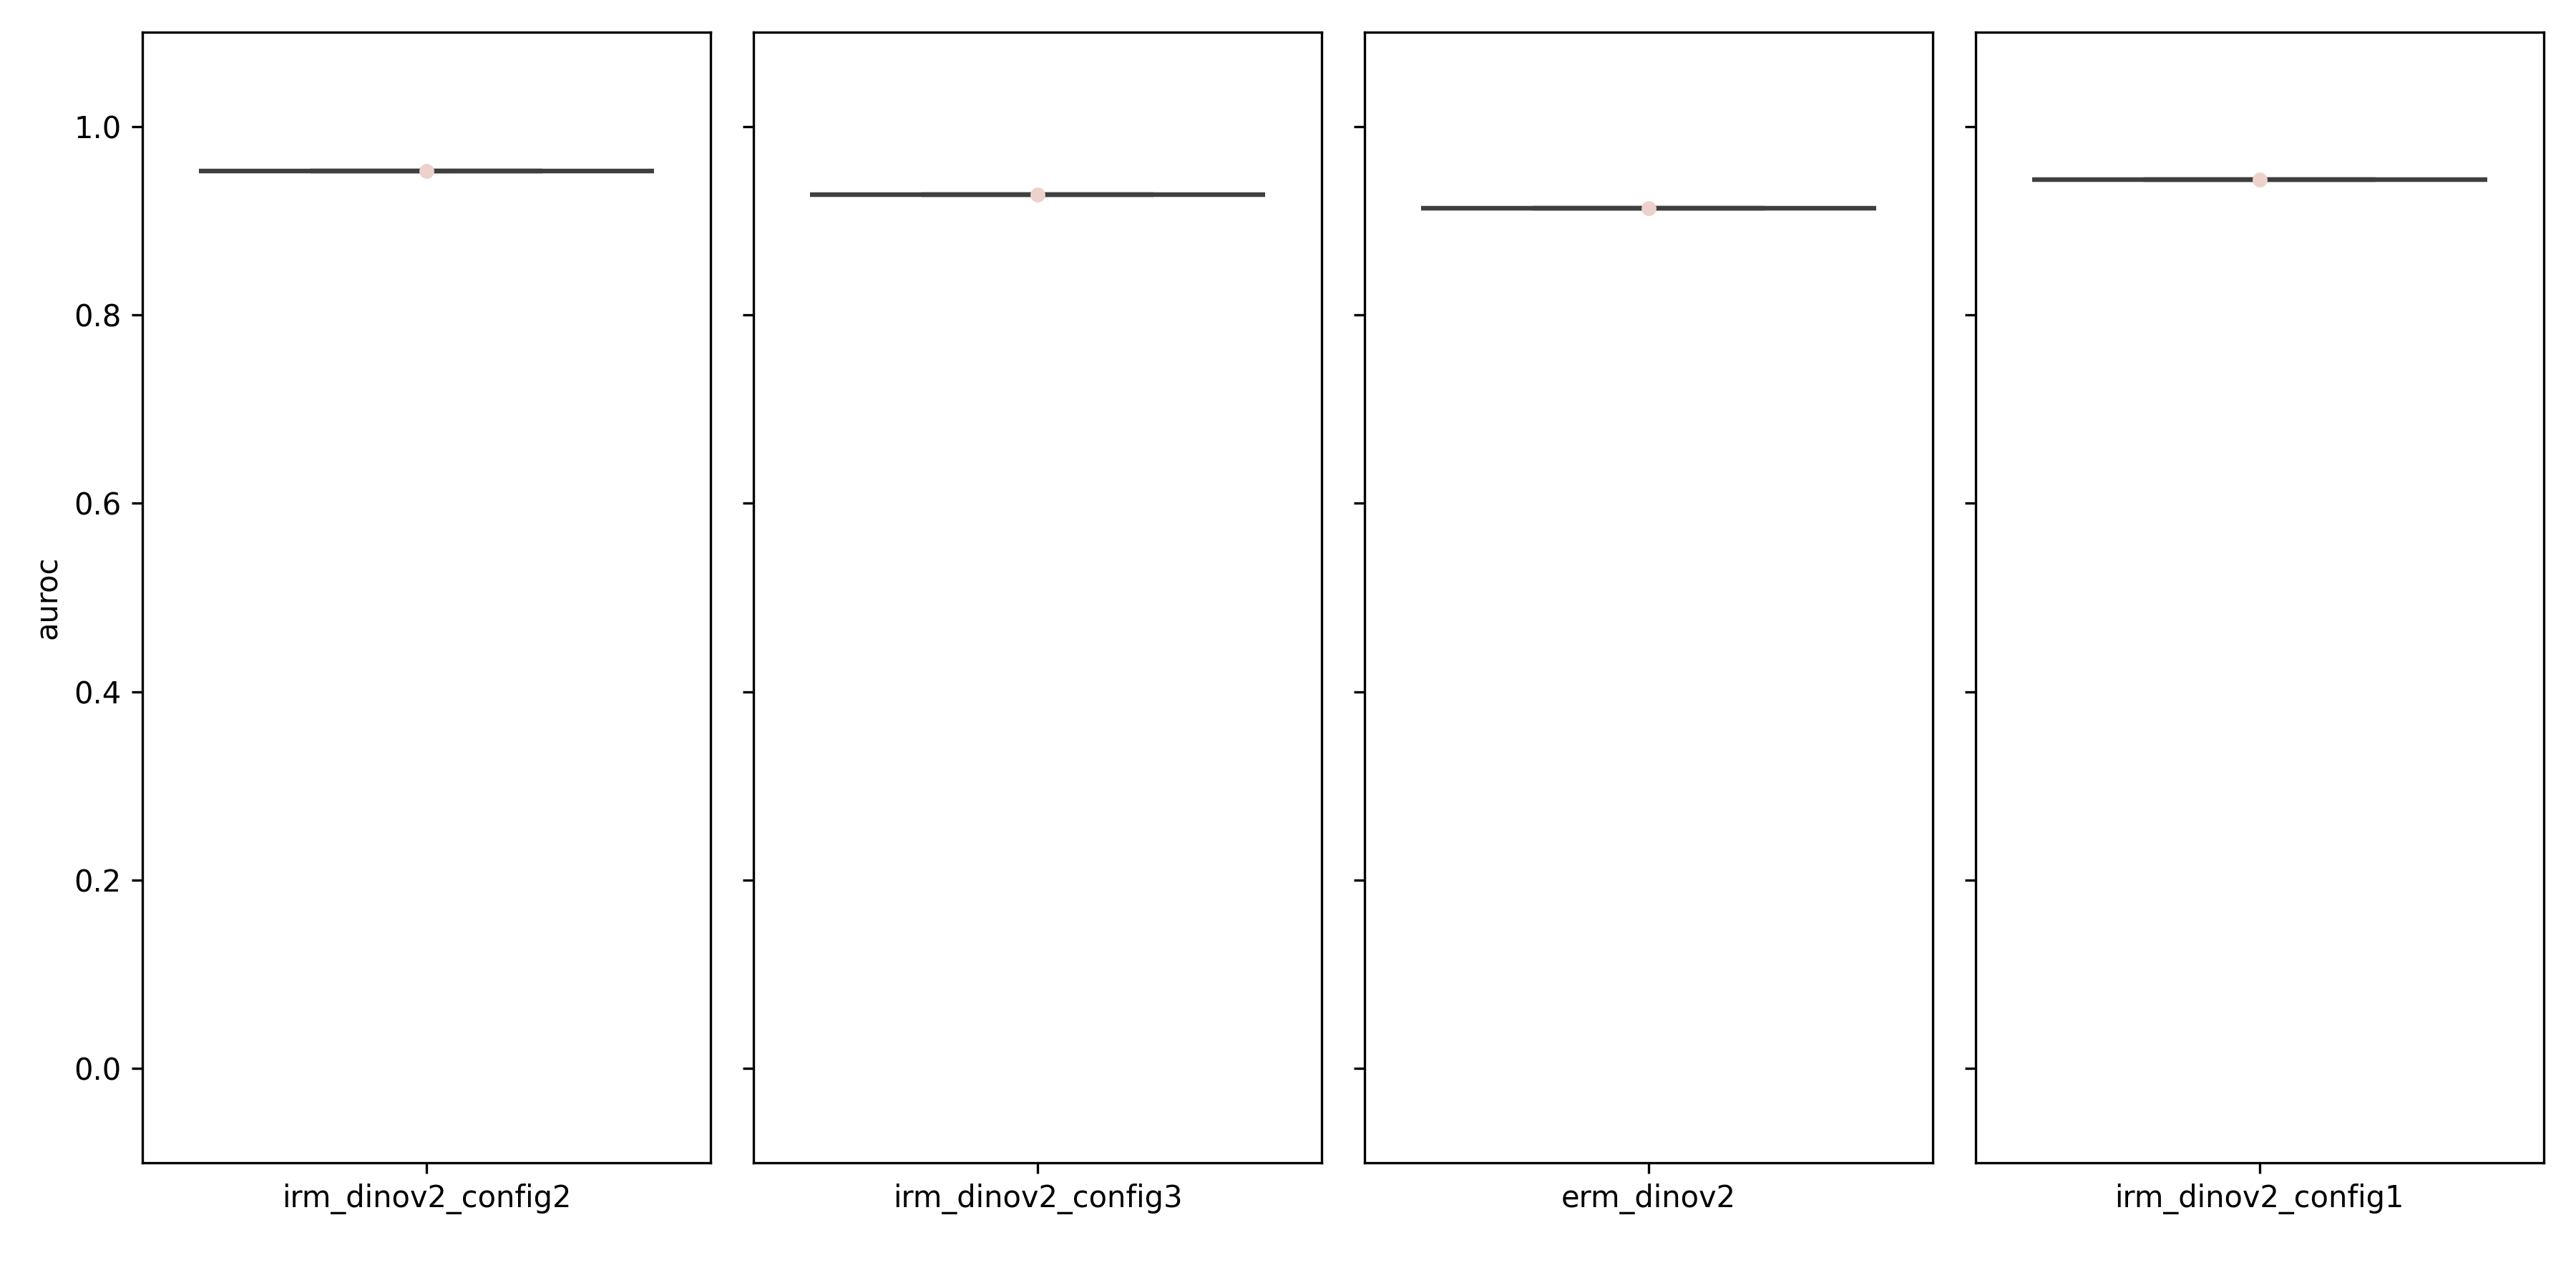 auroc
1.0
0.8
0.6
0.4
0.2
0.0
irm_dinov2_config2
irm_dinov2_config3
erm_dinov2
irm_dinov2_config1